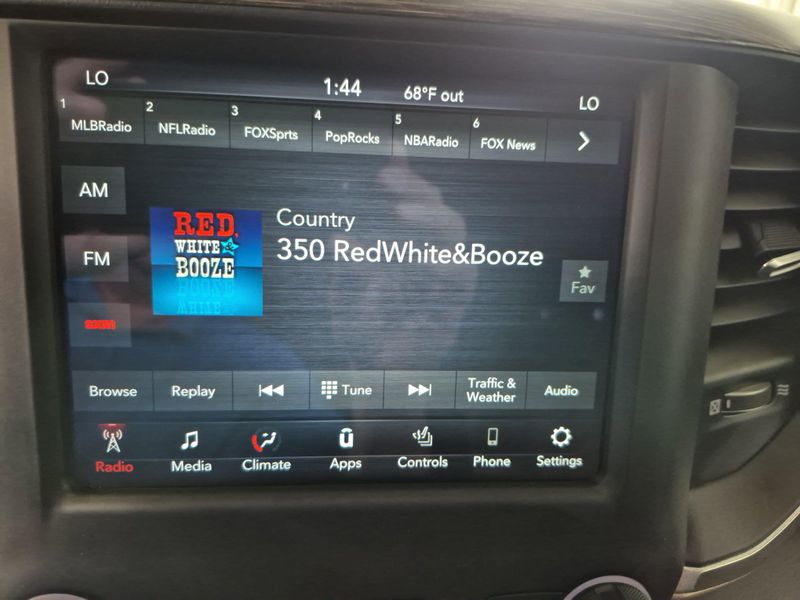 LO
1:44
68°F out
LO
1 MLBRadio
2 NFLRadio
3 FOXSprts
4 PopRocks
5 NBARadio
6 FOX News
AM
FM
RED,
WHITE &
BOOZE
Country
350 RedWhite&Booze
Fav
Browse
Replay
Tune
Traffic &
Weather
Audio
Radio
Media
Climate
Apps
Controls
Phone
Settings